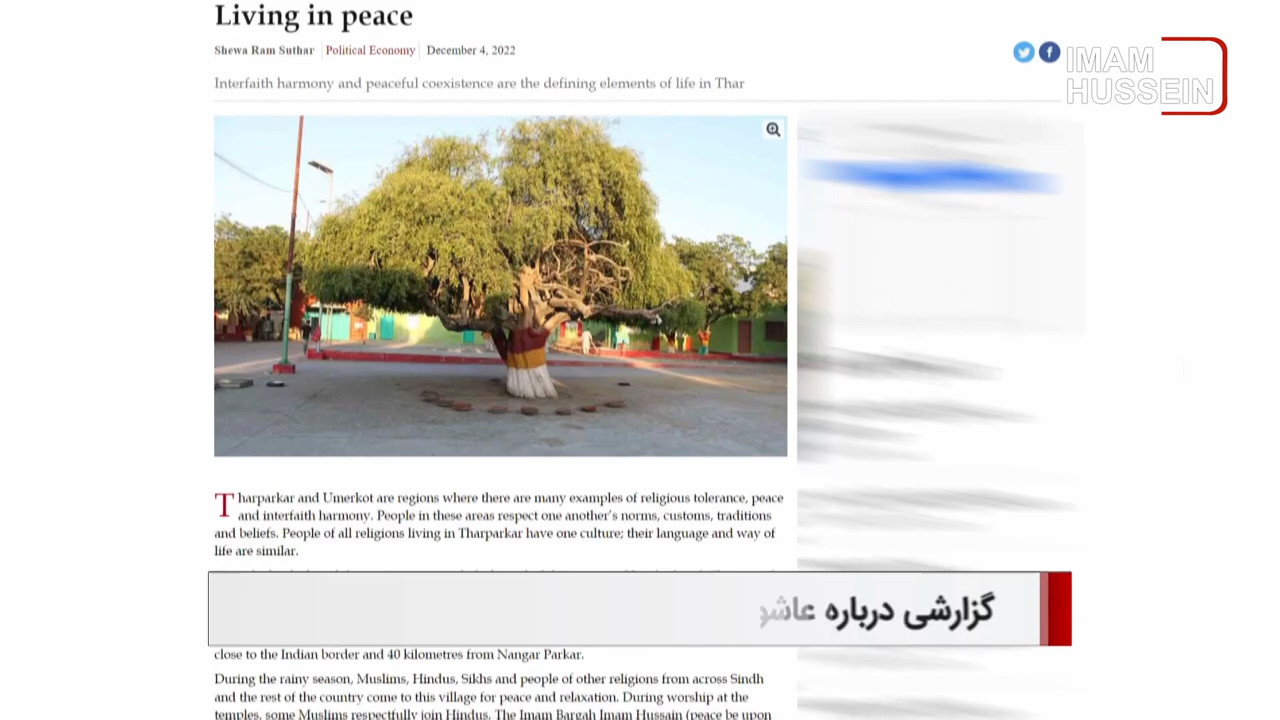 Living in peace
Shewa Ram Suthar Political Economy December 4, 2022
IMAM
HUSSEIN
Interfaith harmony and peaceful coexistence are the defining elements of life in Thar
Tharparkar and Umerkot are regions where there are many examples of religious tolerance, peace
and interfaith harmony. People in these areas respect one another's norms, customs, traditions
and beliefs. People of all religions living in Tharparkar have one culture; their language and way of
life are similar.
گزارشی درباره عاشو
close to the Indian border and 40 kilometres from Nangar Parkar.
During the rainy season, Muslims, Hindus, Sikhs and people of other religions from across Sindh
and the rest of the country come to this village for peace and relaxation. During worship at the
temples, some Muslims respectfully join Hindus. The Imam Bargah Imam Hussain (peace be upon